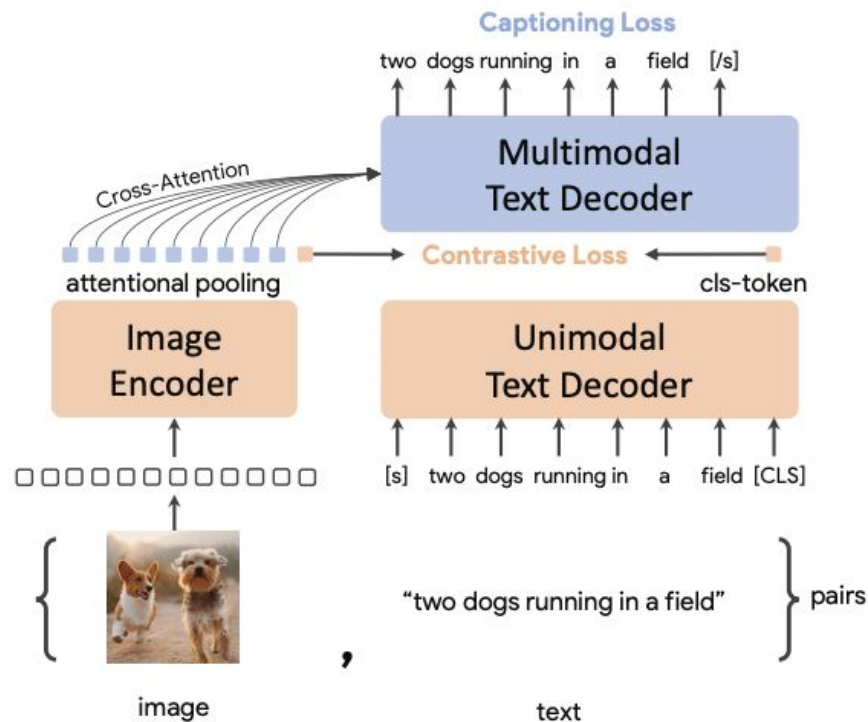 Captioning Loss
two dogs running in a field [/s]
Multimodal
Text Decoder
Cross-Attention
Contrastive Loss
attentional pooling
cls-token
Image
Encoder
Unimodal
Text Decoder
[s] two dogs running in a field [CLS]
“two dogs running in a field”
pairs
,
image
text